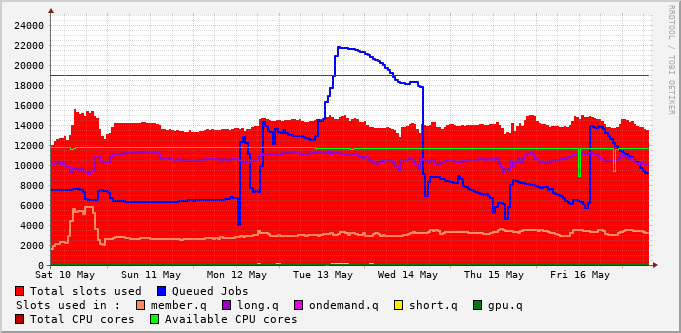 RRDTOOL / TOBI OETIKER
24000
22000
20000
18000
16000
14000
12000
10000
8000
6000
4000
2000
0
Sat 10 May Sun 11 May Mon 12 May Tue 13 May Wed 14 May Thu 15 May Fri 16 May
Total slots used Queued Jobs
Slots used in : member.q long.q ondemand.q short.q gpu.q
Total CPU cores Available CPU cores